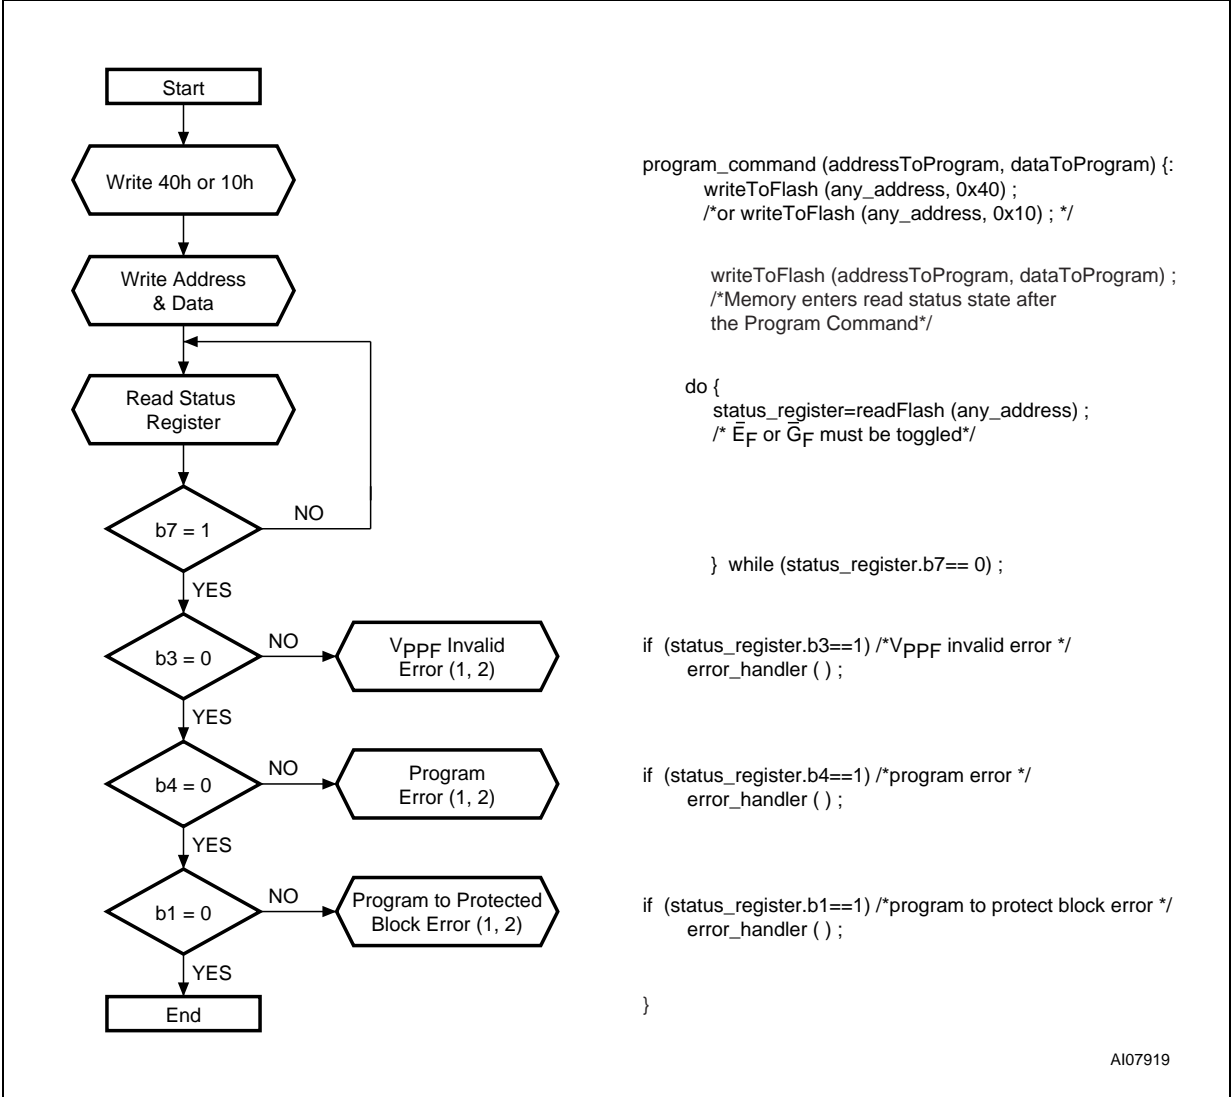 Start
Write 40h or 10h
Write Address
& Data
Read Status
Register
b7 = 1
NO
YES
b3 = 0
NO
VPPF Invalid
Error (1, 2)
YES
b4 = 0
NO
Program
Error (1, 2)
YES
b1 = 0
NO
Program to Protected
Block Error (1, 2)
YES
End
program_command (addressToProgram, dataToProgram) {:
writeToFlash (any_address, 0x40) ;
/*or writeToFlash (any_address, 0x10) ; */
writeToFlash (addressToProgram, dataToProgram) ;
/*Memory enters read status state after
the Program Command*/
do {
status_register=readFlash (any_address) ;
/* E̅F or G̅F must be toggled*/
} while (status_register.b7== 0) ;
if (status_register.b3==1) /*VPPF invalid error */
error_handler ( ) ;
if (status_register.b4==1) /*program error */
error_handler ( ) ;
if (status_register.b1==1) /*program to protect block error */
error_handler ( ) ;
}
AI07919